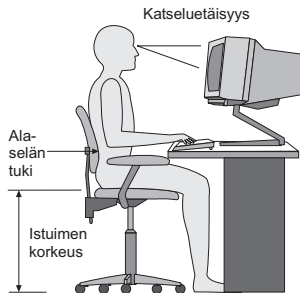 Katseluetäisyys
Ala-
selän
tuki
Istuimen
korkeus